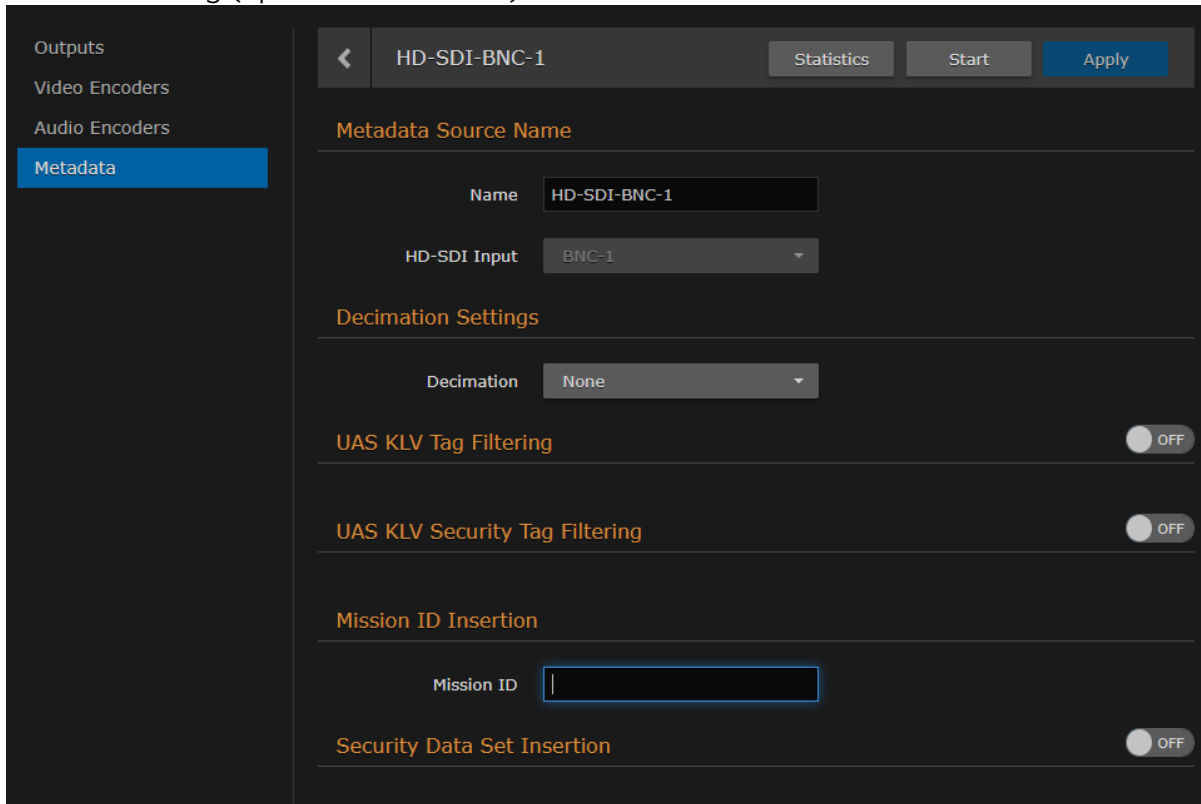 Outputs
Video Encoders
Audio Encoders
Metadata
HD-SDI-BNC-1 Statistics Start Apply
Metadata Source Name
Name HD-SDI-BNC-1
HD-SDI Input BNC-1
Decimation Settings
Decimation None
UAS KLV Tag Filtering OFF
UAS KLV Security Tag Filtering OFF
Mission ID Insertion
Mission ID
Security Data Set Insertion OFF